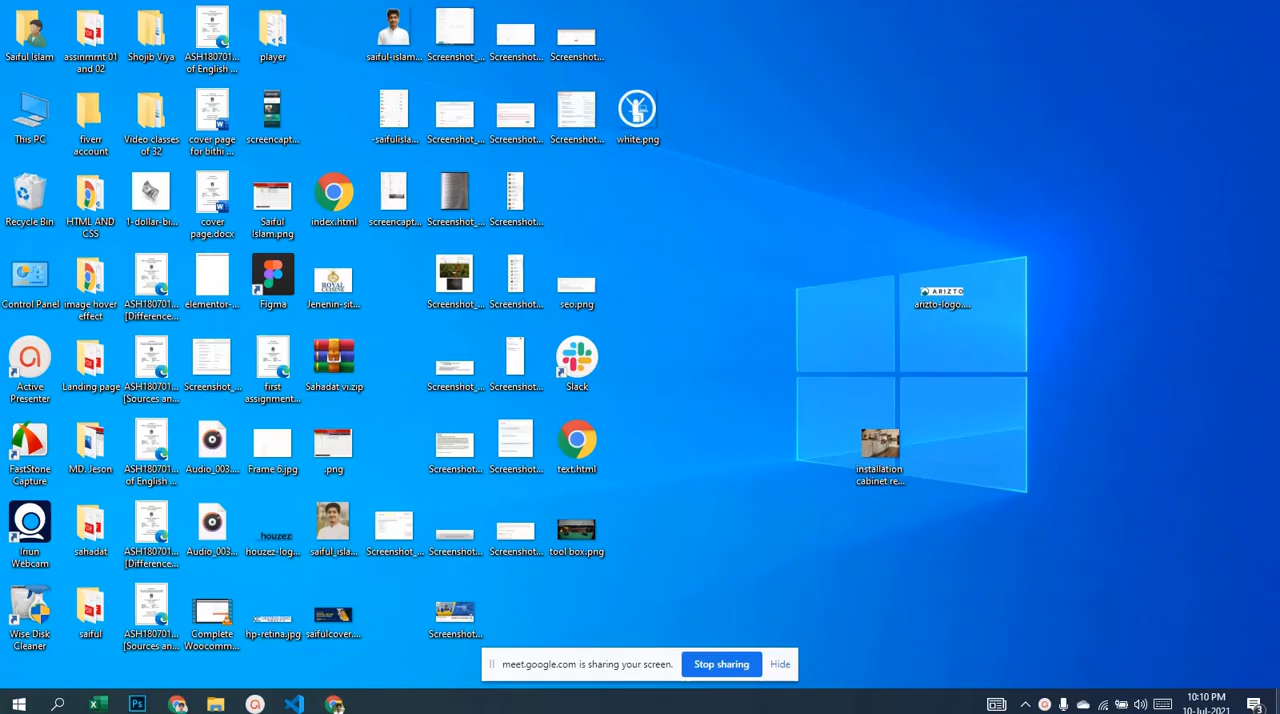 Saiful Islam
assinmrnt 01
and 02
Shojib Viya
ASH180701...
of English ...
player
saiful-islam...
Screenshot_...
Screenshot...
Screenshot...
This PC
fiverr
account
Video classes
of 32
cover page
for bithi ...
screencapt...
-saifulisla...
Screenshot_...
Screenshot...
Screenshot...
white.png
Recycle Bin
HTML AND
CSS
1-dollar-bi...
cover
page.docx
Saiful
Islam.png
index.html
screencapt...
Screenshot_...
Screenshot...
Control Panel
image hover
effect
ASH180701...
[Difference...
elementor-...
Figma
ROYAL
CUISINE
Jenenin-sit...
Screenshot_...
Screenshot...
seo.png
ARIZTO
arizto-logo....
Active
Presenter
Landing page
ASH180701...
[Sources an...
Screenshot_...
first
assignment...
Sahadat vi.zip
Screenshot_...
Screenshot...
Slack
FastStone
Capture
MD. Jeson
ASH180701...
of English ...
Audio_003....
Frame 6.jpg
.png
Screenshot...
Screenshot...
text.html
installation
cabinet re...
Iriun
Webcam
sahadat
ASH180701...
[Difference...
Audio_003...
houzez
houzez-log...
saiful_isla...
Screenshot_...
Screenshot...
Screenshot...
tool box.png
Wise Disk
Cleaner
saiful
ASH180701...
[Sources an...
Complete
Woocomm...
hp-retina.jpg
saifulcover....
Screenshot...
meet.google.com is sharing your screen.
Stop sharing
Hide
Ps
10:10 PM
10-Jul-2021
3